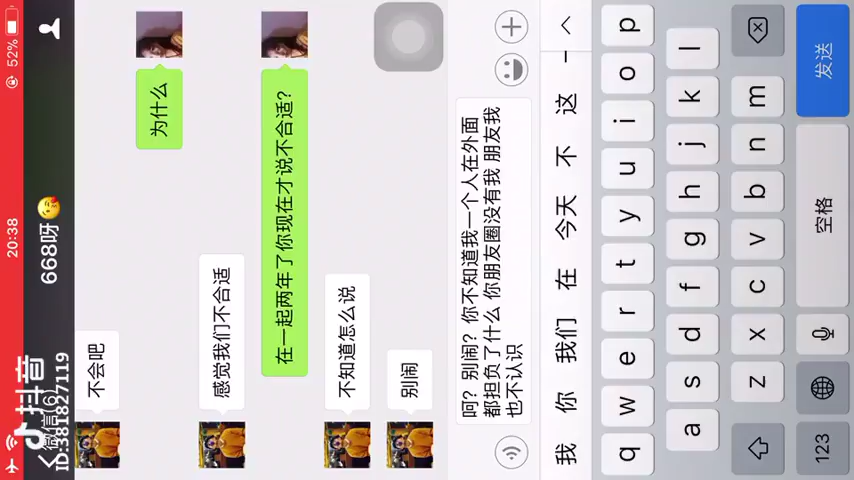 20:38
52%
微信(6)
668呀
抖音
ID:381827119
不会吧
为什么
感觉我们不合适
在一起两年了你现在才说不合适?
不知道怎么说
别闹
呵? 别闹? 你不知道我一个人在外面
都担负了什么 你朋友圈没有我 朋友我
也不认识
我 你 我们 在 今天 不 这 一
q w e r t y u i o p
a s d f g h j k l
z x c v b n m
123 空格 发送